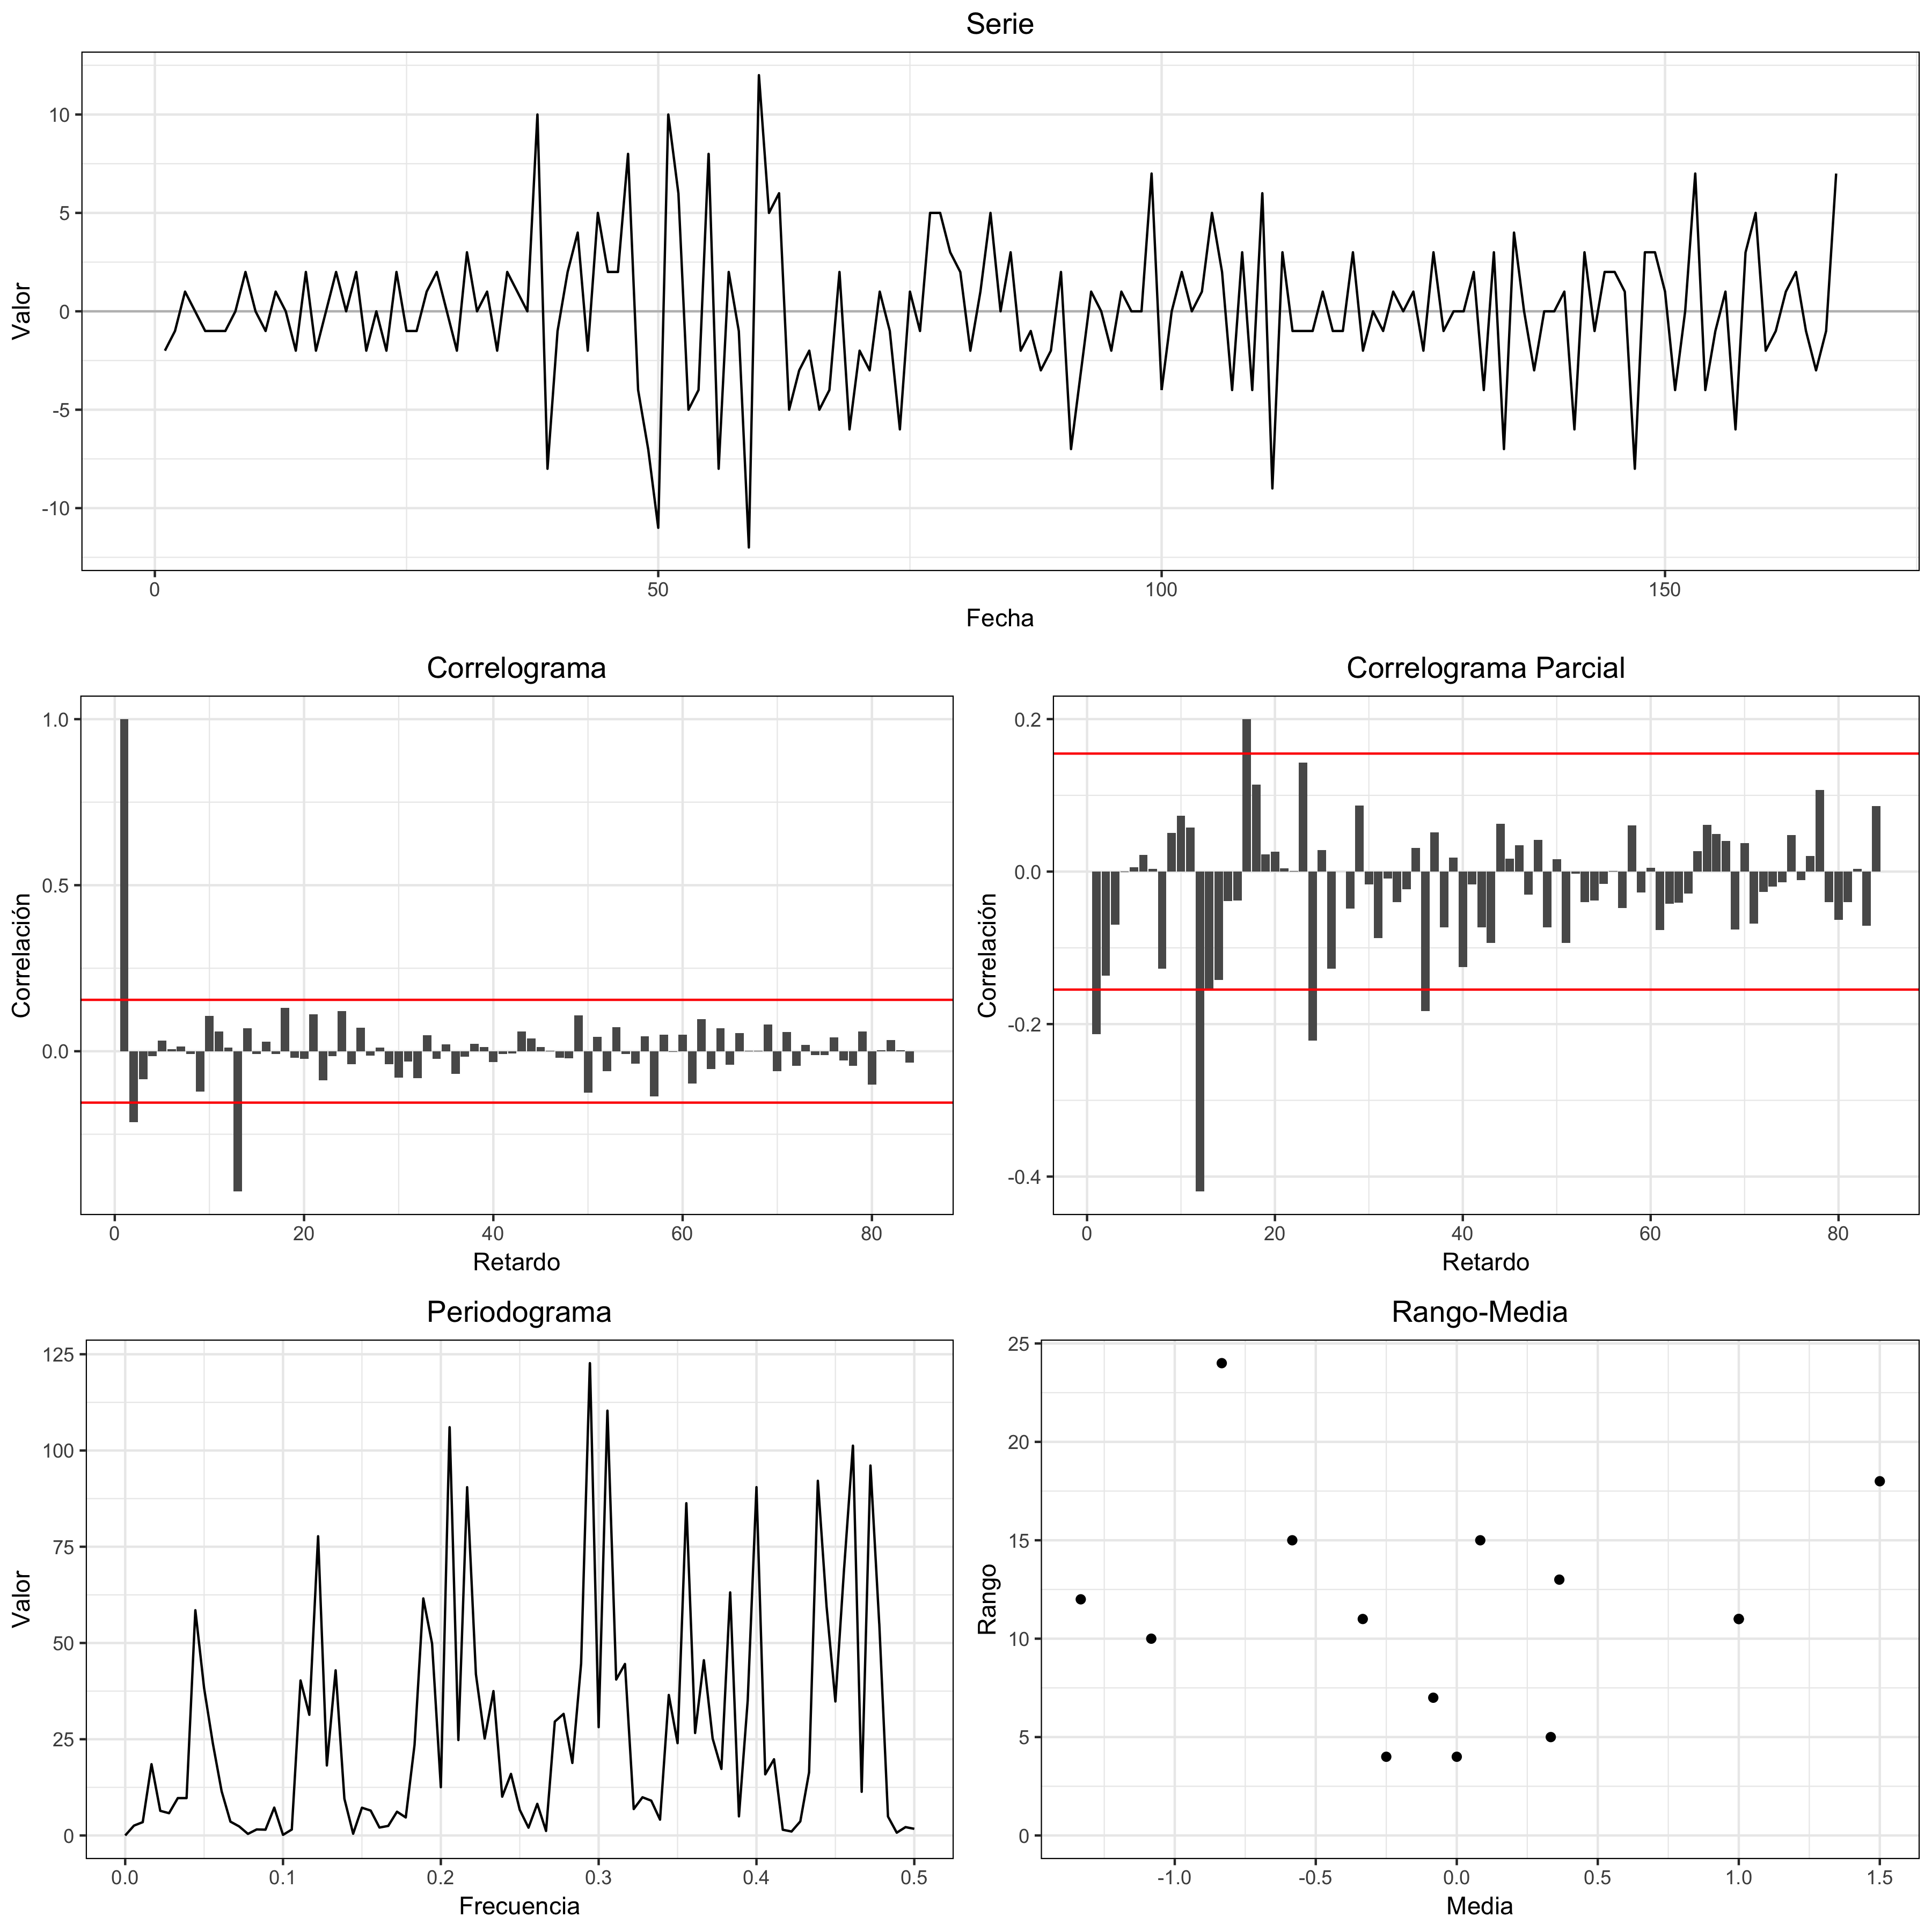 Serie
Valor
10
5
0
-5
-10
0 50 100 150
Fecha
Correlograma
Correlación
1.0
0.5
0.0
0 20 40 60 80
Retardo
Correlograma Parcial
Correlación
0.2
0.0
-0.2
-0.4
0 20 40 60 80
Retardo
Periodograma
Valor
125
100
75
50
25
0
0.0 0.1 0.2 0.3 0.4 0.5
Frecuencia
Rango-Media
Rango
25
20
15
10
5
0
-1.0 -0.5 0.0 0.5 1.0 1.5
Media